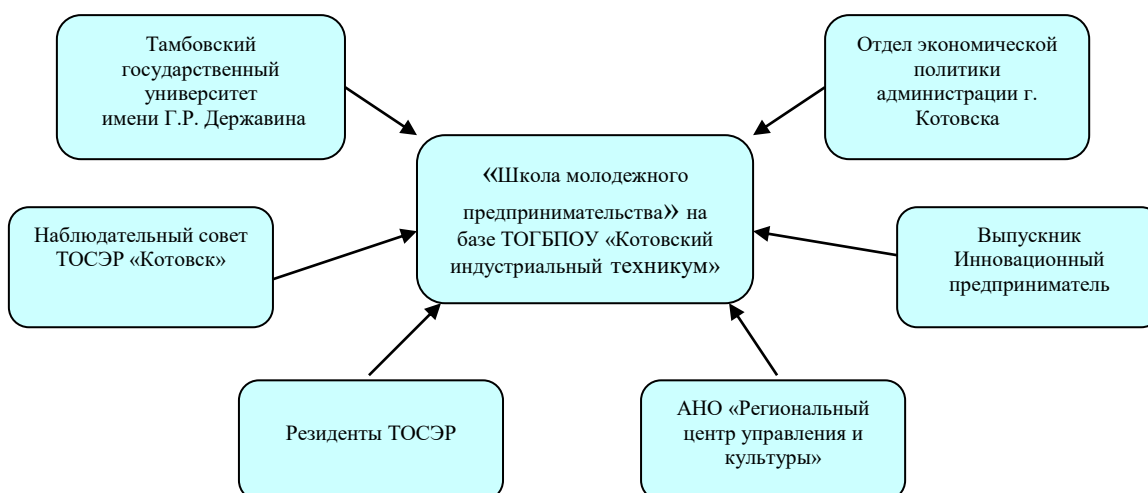 Тамбовский
государственный
университет
имени Г.Р. Державина
Отдел экономической
политики
администрации г.
Котовска
«Школа молодежного
предпринимательства» на
базе ТОГБПОУ «Котовский
индустриальный техникум»
Наблюдательный совет
ТОСЭР «Котовск»
Выпускник
Инновационный
предприниматель
Резиденты ТОСЭР
АНО «Региональный
центр управления и
культуры»